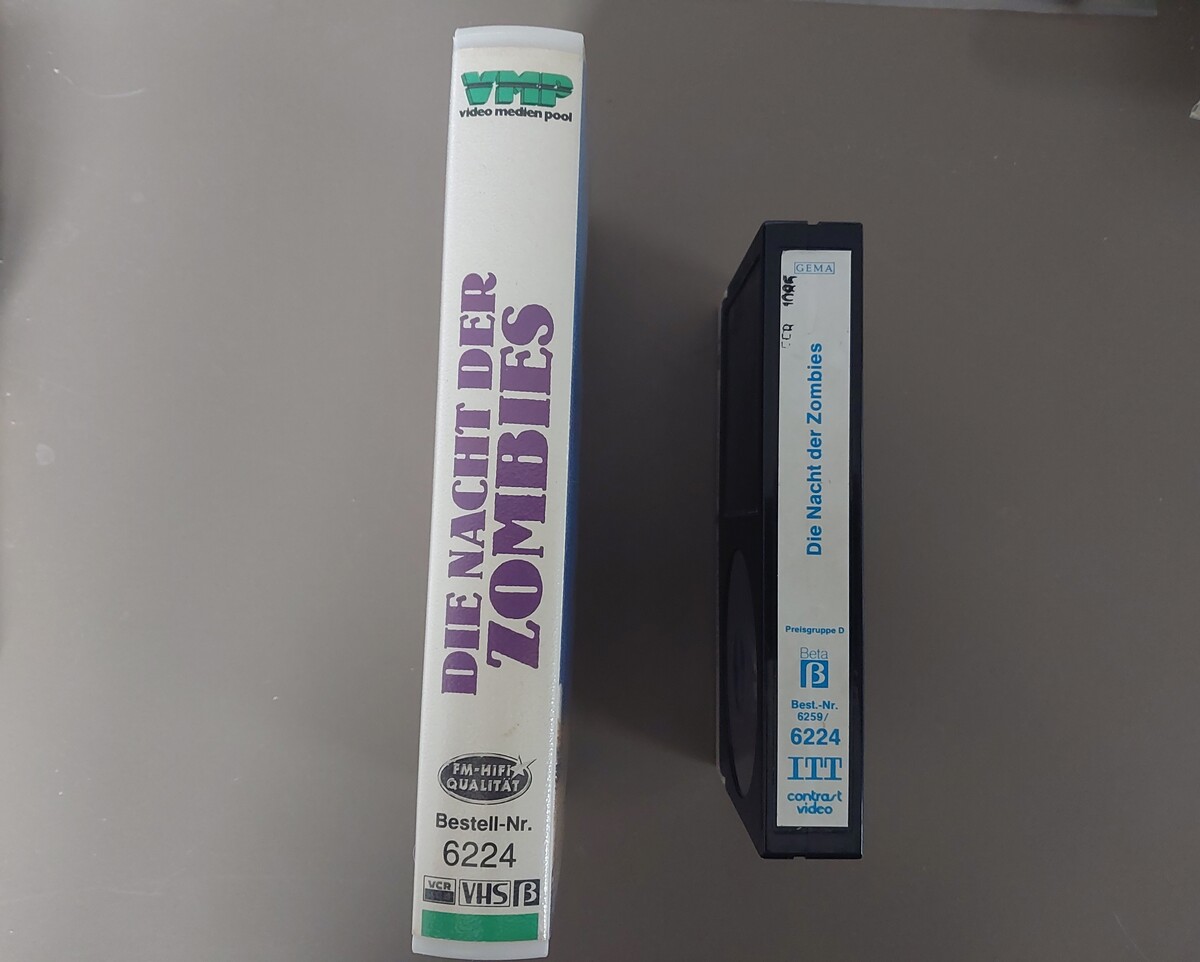 VMP
video medien pool
DIE NACHT DER
ZOMBIES
FM-HiFi
QUALITÄT
Bestell-Nr.
6224
VCR
VHS β
GEMA
Die Nacht der Zombies
Preisgruppe D
Beta
β
Best.-Nr.
6259/
6224
ITT
contrast
video